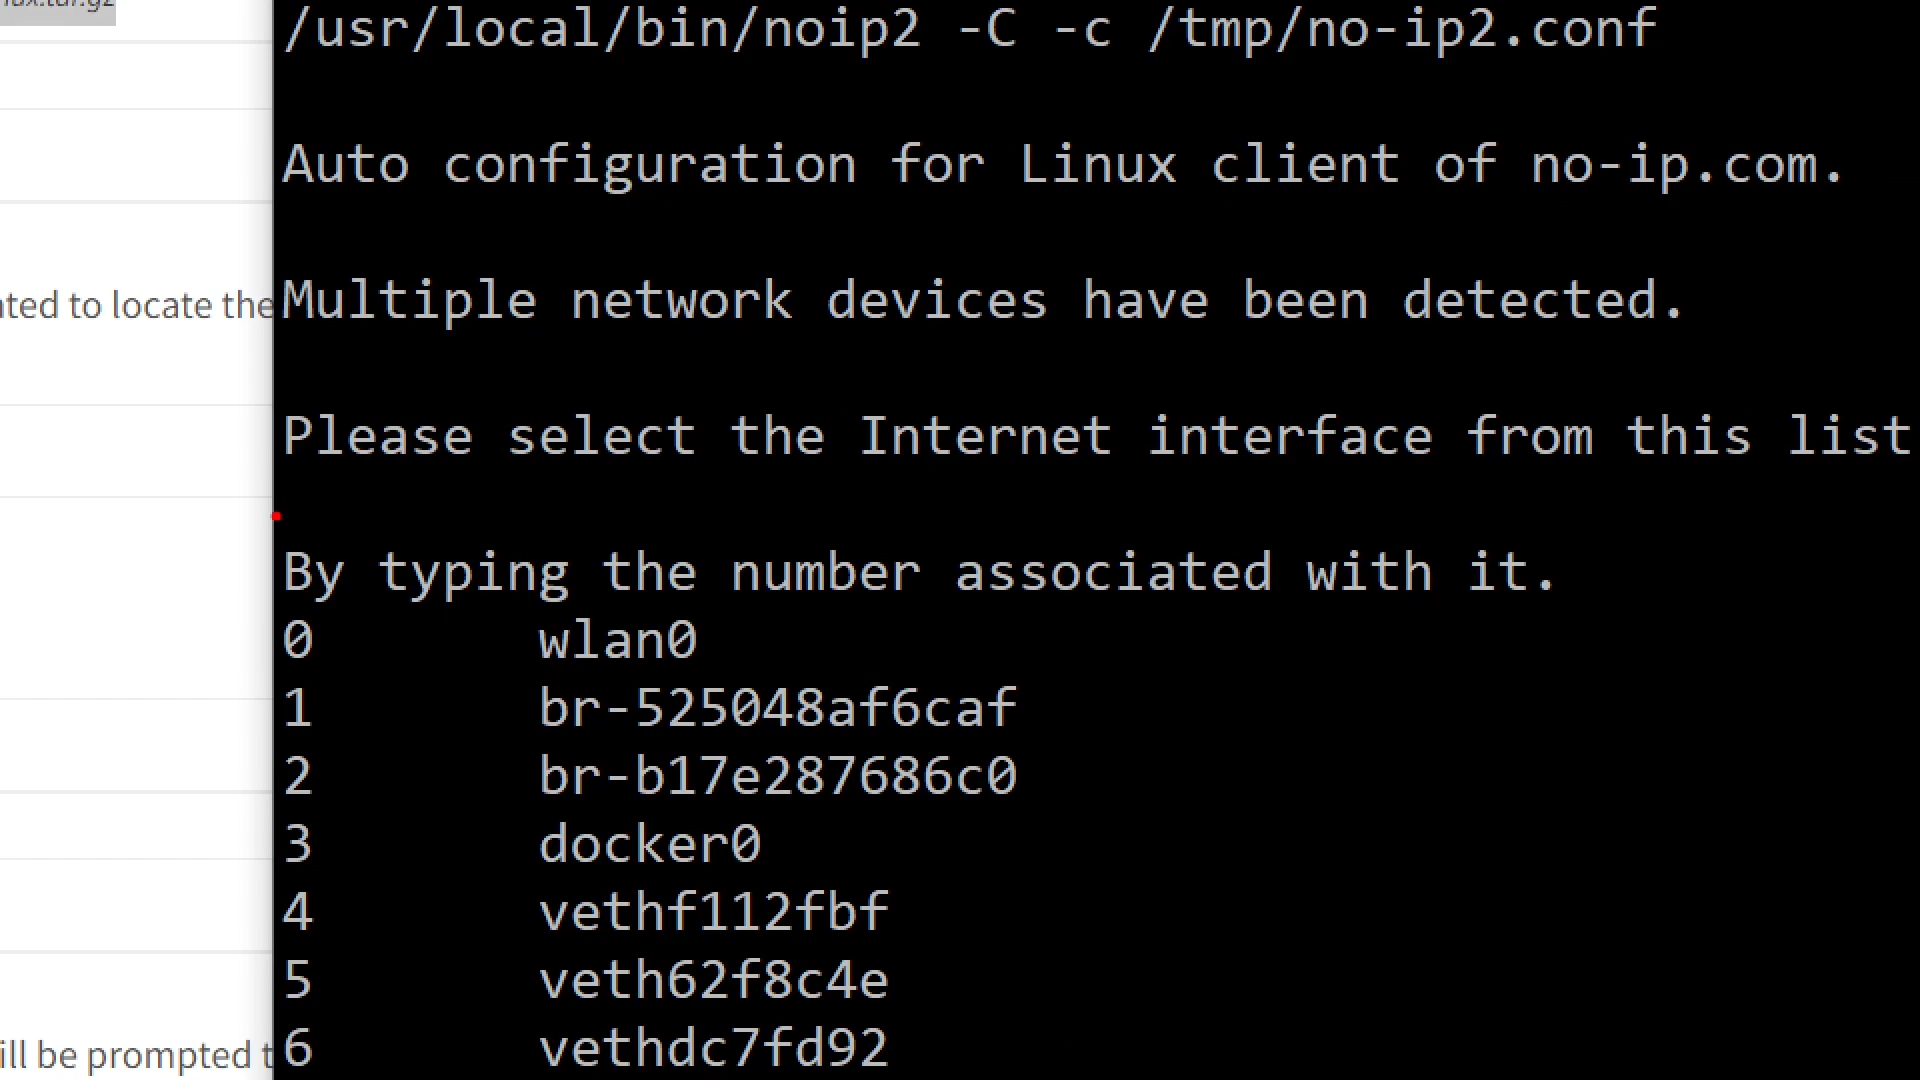 /usr/local/bin/noip2 -C -c /tmp/no-ip2.conf
Auto configuration for Linux client of no-ip.com.
Multiple network devices have been detected.
to locate the
Please select the Internet interface from this list
.
By typing the number associated with it.
0 wlan0
1 br-525048af6caf
2 br-b17e287686c0
3 docker0
4 vethf112fbf
5 veth62f8c4e
6 vethdc7fd92
be prompted